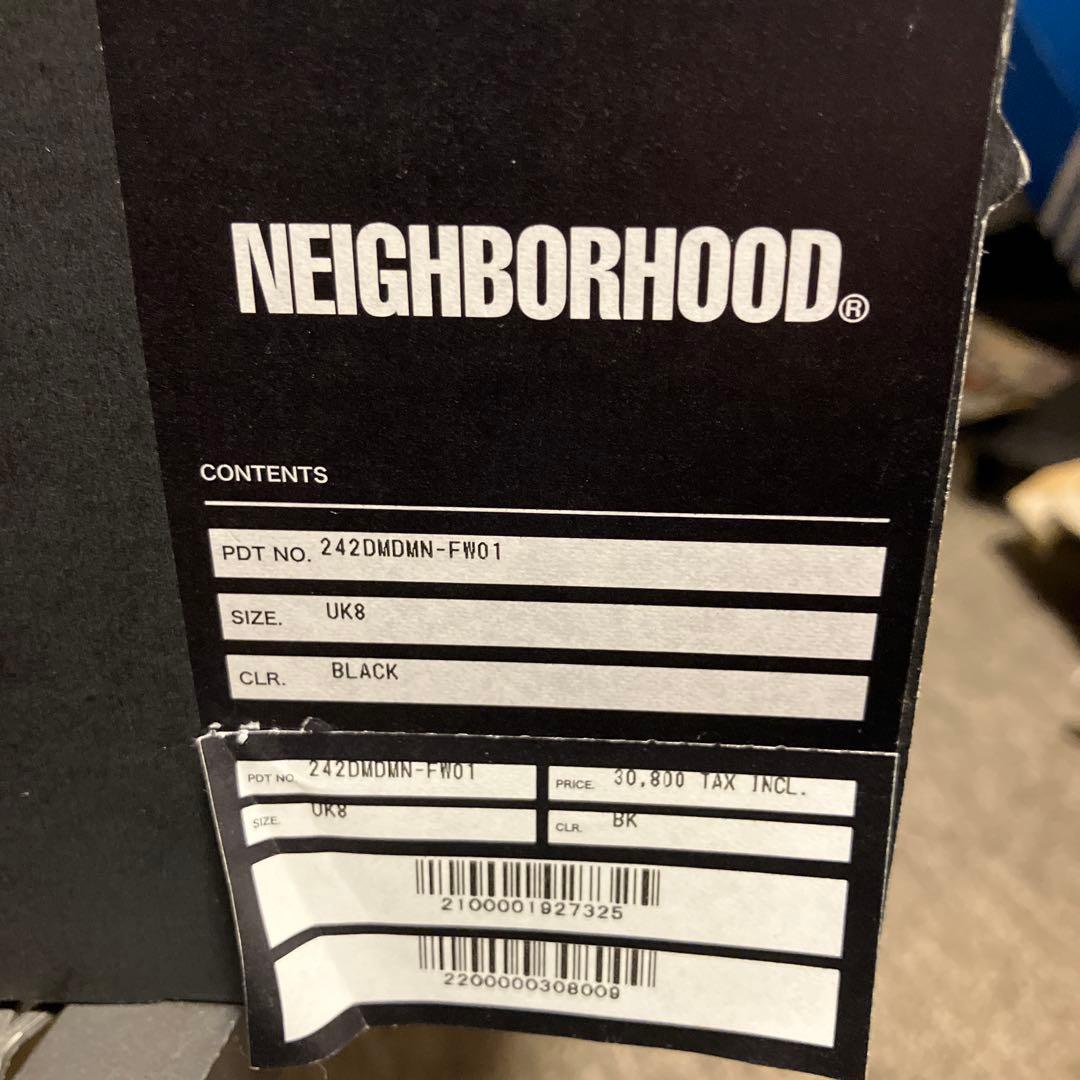 NEIGHBORHOOD®
CONTENTS
PDT NO. 242DMDMN-FW01
SIZE. UK8
CLR. BLACK
PDT NO. 242DMDMN-FW01
PRICE. 30,800 TAX INCL.
SIZE. UK8
CLR. BK
2100001927325
2200000308009